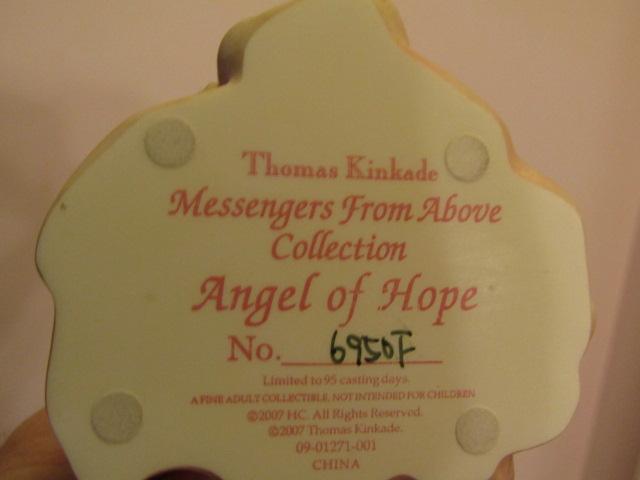 Thomas Kinkade
Messengers From Above
Collection
Angel of Hope
No. 6950F
Limited to 95 casting days.
A FINE ADULT COLLECTIBLE, NOT INTENDED FOR CHILDREN
©2007 HC. All Rights Reserved.
©2007 Thomas Kinkade.
09-01271-001
CHINA